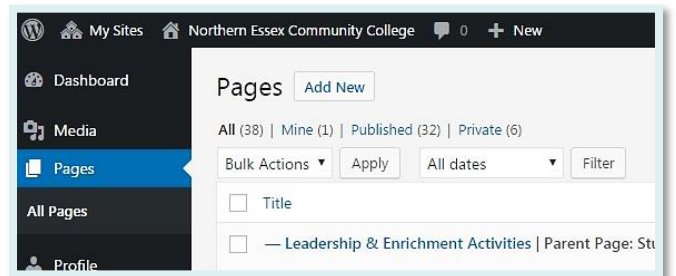 My Sites Northern Essex Community College 0 + New
Dashboard
Media
Pages
All Pages
Profile
Pages Add New
All (38) | Mine (1) | Published (32) | Private (6)
Bulk Actions Apply All dates Filter
Title
— Leadership & Enrichment Activities | Parent Page: